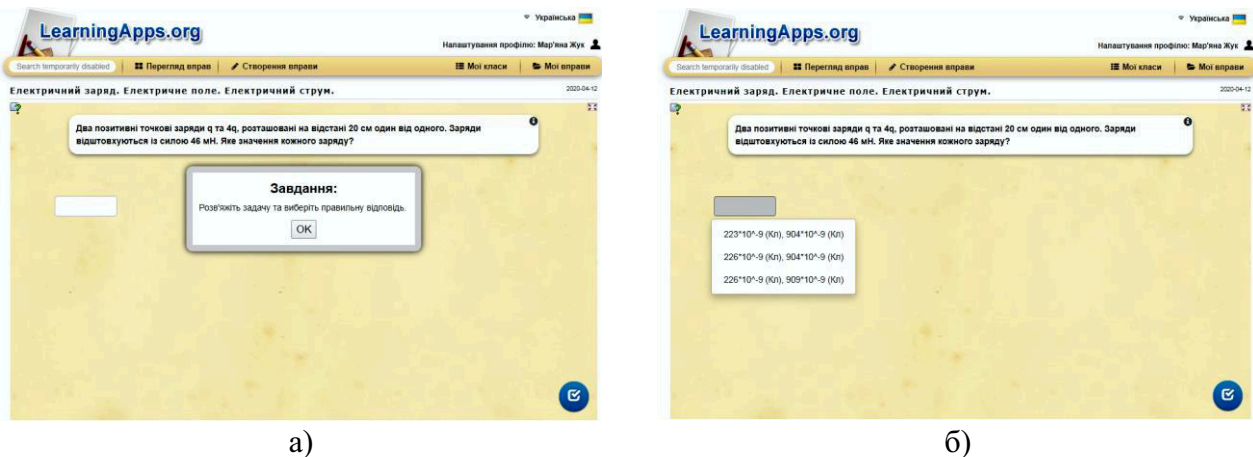 Українська
LearningApps.org
Налаштування профілю: Мар'яна Жук
Search temporarily disabled
Перегляд вправ
Створення вправи
Мої класи
Мої вправи
Електричний заряд. Електричне поле. Електричний струм.
2020-04-12
Два позитивні точкові заряди q та 4q, розташовані на відстані 20 см один від одного. Заряди
відштовхуються із силою 46 мН. Яке значення кожного заряду?
Завдання:
Розв'яжіть задачу та виберіть правильну відповідь.
OK
а)
Українська
LearningApps.org
Налаштування профілю: Мар'яна Жук
Search temporarily disabled
Перегляд вправ
Створення вправи
Мої класи
Мої вправи
Електричний заряд. Електричне поле. Електричний струм.
2020-04-12
Два позитивні точкові заряди q та 4q, розташовані на відстані 20 см один від одного. Заряди
відштовхуються із силою 46 мН. Яке значення кожного заряду?
223*10^-9 (Кл), 904*10^-9 (Кл)
226*10^-9 (Кл), 904*10^-9 (Кл)
226*10^-9 (Кл), 909*10^-9 (Кл)
б)